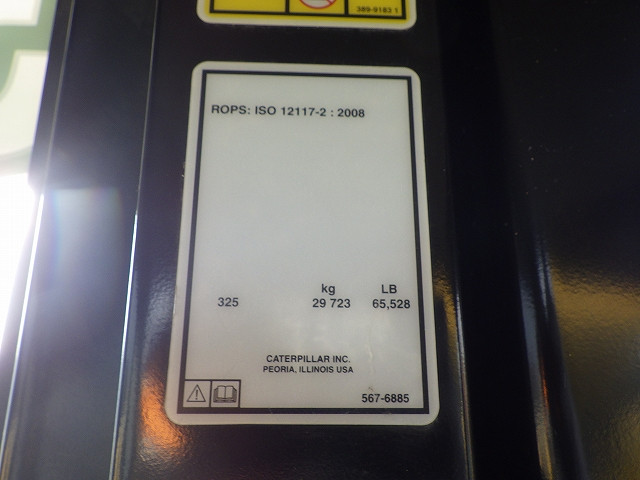 389-9183 1
ROPS: ISO 12117-2 : 2008
kg LB
325 29 723 65,528
CATERPILLAR INC.
PEORIA, ILLINOIS USA
567-6885